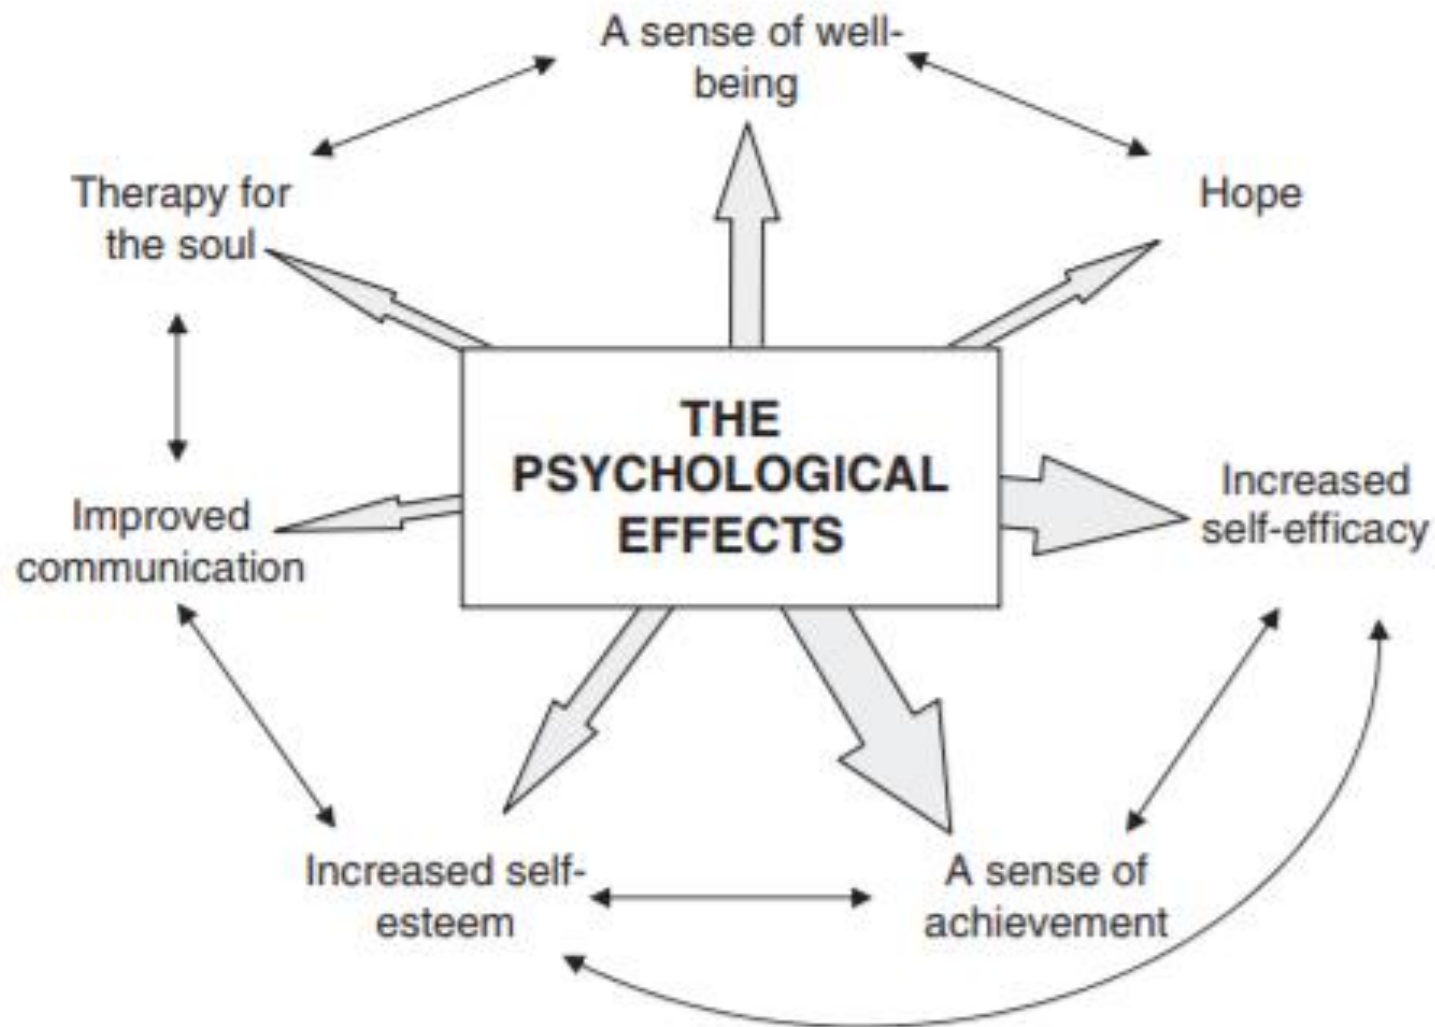 A sense of well-
being
Therapy for
the soul
Hope
THE
PSYCHOLOGICAL
EFFECTS
Increased
self-efficacy
Improved
communication
Increased self-
esteem
A sense of
achievement